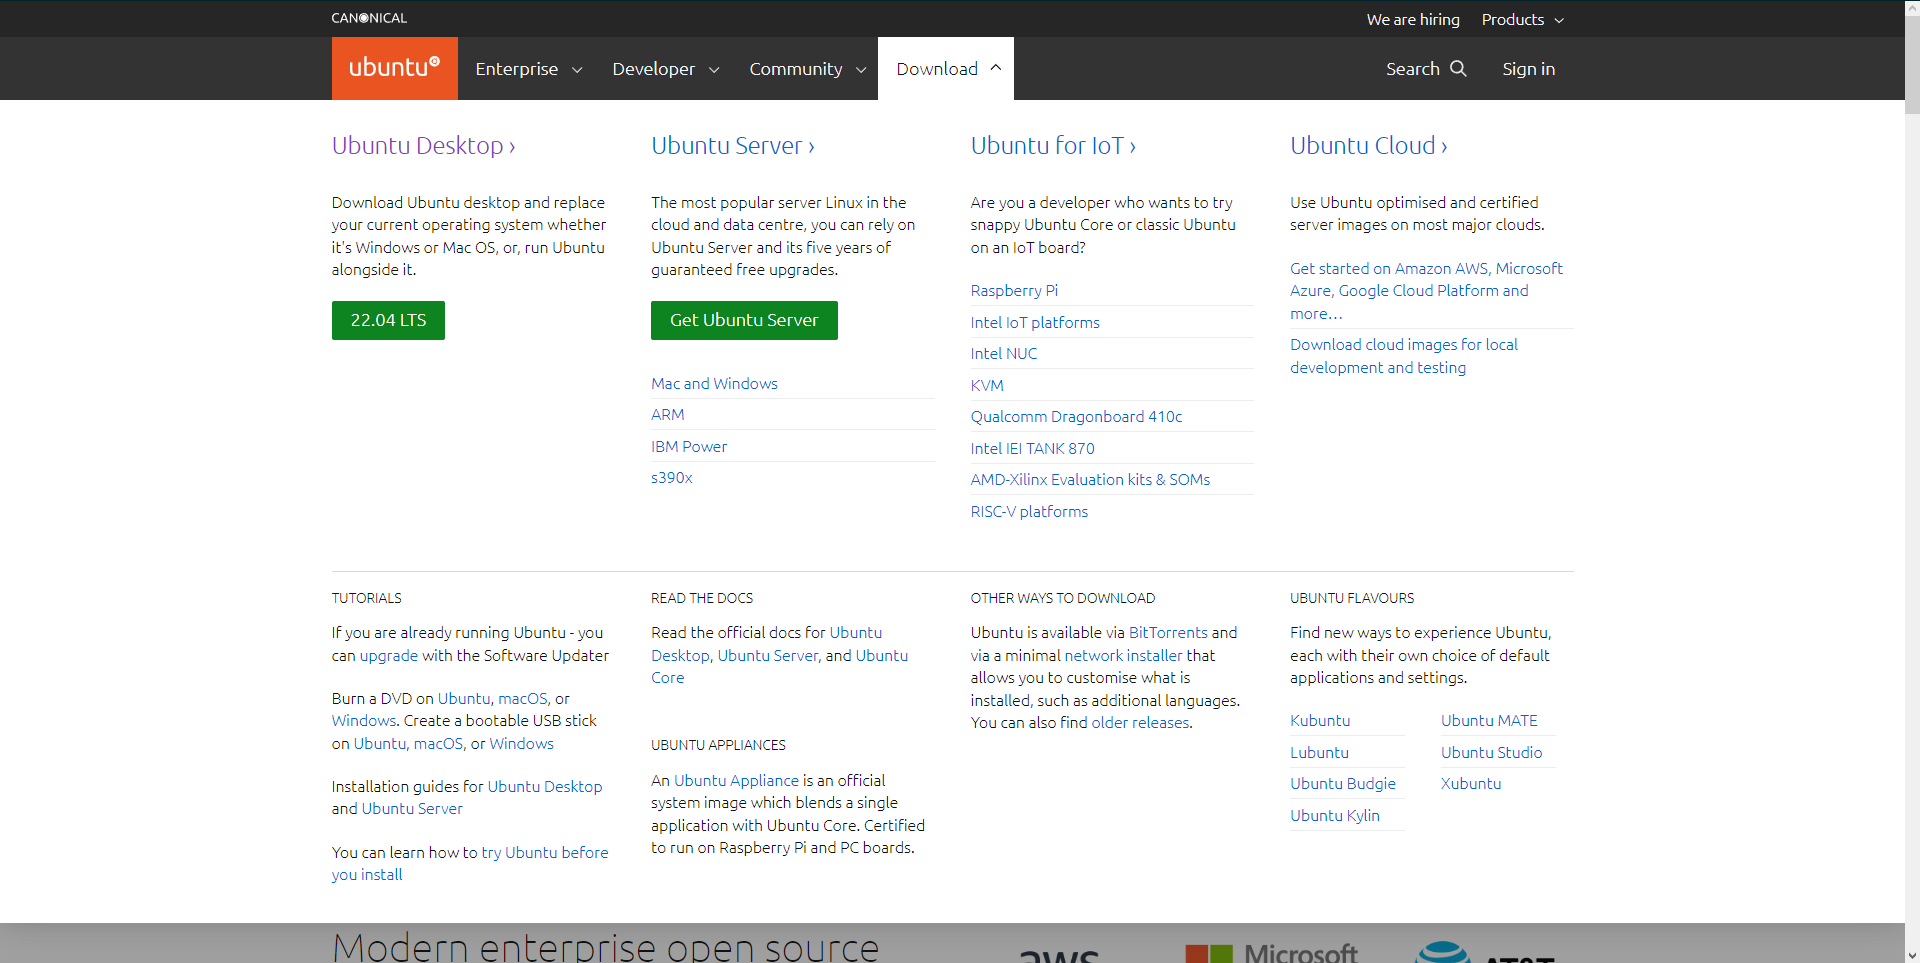 CANONICAL
We are hiring
Products
ubuntu
Enterprise
Developer
Community
Download
Search
Sign in
Ubuntu Desktop ›
Download Ubuntu desktop and replace
your current operating system whether
it's Windows or Mac OS, or, run Ubuntu
alongside it.
22.04 LTS
Ubuntu Server ›
The most popular server Linux in the
cloud and data centre, you can rely on
Ubuntu Server and its five years of
guaranteed free upgrades.
Get Ubuntu Server
Mac and Windows
ARM
IBM Power
s390x
Ubuntu for IoT ›
Are you a developer who wants to try
snappy Ubuntu Core or classic Ubuntu
on an IoT board?
Raspberry Pi
Intel IoT platforms
Intel NUC
KVM
Qualcomm Dragonboard 410c
Intel IEI TANK 870
AMD-Xilinx Evaluation kits & SOMs
RISC-V platforms
Ubuntu Cloud ›
Use Ubuntu optimised and certified
server images on most major clouds.
Get started on Amazon AWS, Microsoft
Azure, Google Cloud Platform and
more…
Download cloud images for local
development and testing
TUTORIALS
If you are already running Ubuntu - you
can upgrade with the Software Updater
Burn a DVD on Ubuntu, macOS, or
Windows. Create a bootable USB stick
on Ubuntu, macOS, or Windows
Installation guides for Ubuntu Desktop
and Ubuntu Server
You can learn how to try Ubuntu before
you install
READ THE DOCS
Read the official docs for Ubuntu
Desktop, Ubuntu Server, and Ubuntu
Core
UBUNTU APPLIANCES
An Ubuntu Appliance is an official
system image which blends a single
application with Ubuntu Core. Certified
to run on Raspberry Pi and PC boards.
OTHER WAYS TO DOWNLOAD
Ubuntu is available via BitTorrents and
via a minimal network installer that
allows you to customise what is
installed, such as additional languages.
You can also find older releases.
UBUNTU FLAVOURS
Find new ways to experience Ubuntu,
each with their own choice of default
applications and settings.
Kubuntu
Lubuntu
Ubuntu Budgie
Ubuntu Kylin
Ubuntu MATE
Ubuntu Studio
Xubuntu
Modern enterprise open source
aws
Microsoft
AT&T